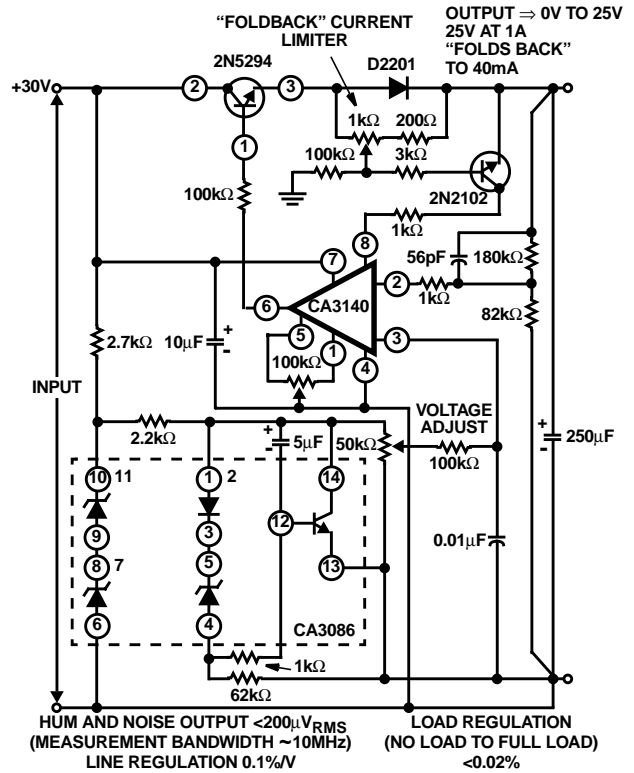 "FOLDBACK" CURRENT
LIMITER
OUTPUT ⇒ 0V TO 25V
25V AT 1A
"FOLDS BACK"
TO 40mA
2N5294
D2201
+30V
2
3
1
1kΩ
200Ω
100kΩ
3kΩ
2N2102
100kΩ
1kΩ
8
7
56pF
180kΩ
2
6
CA3140
1kΩ
82kΩ
5
3
1
4
2.7kΩ
10μF
+
-
100kΩ
INPUT
VOLTAGE
ADJUST
2.2kΩ
+
-
5μF
50kΩ
100kΩ
+
-
250μF
10
11
1
2
14
12
9
3
0.01μF
8
7
5
13
6
4
CA3086
1kΩ
62kΩ
HUM AND NOISE OUTPUT <200μVRMS
(MEASUREMENT BANDWIDTH ~10MHz)
LINE REGULATION 0.1%/V
LOAD REGULATION
(NO LOAD TO FULL LOAD)
<0.02%